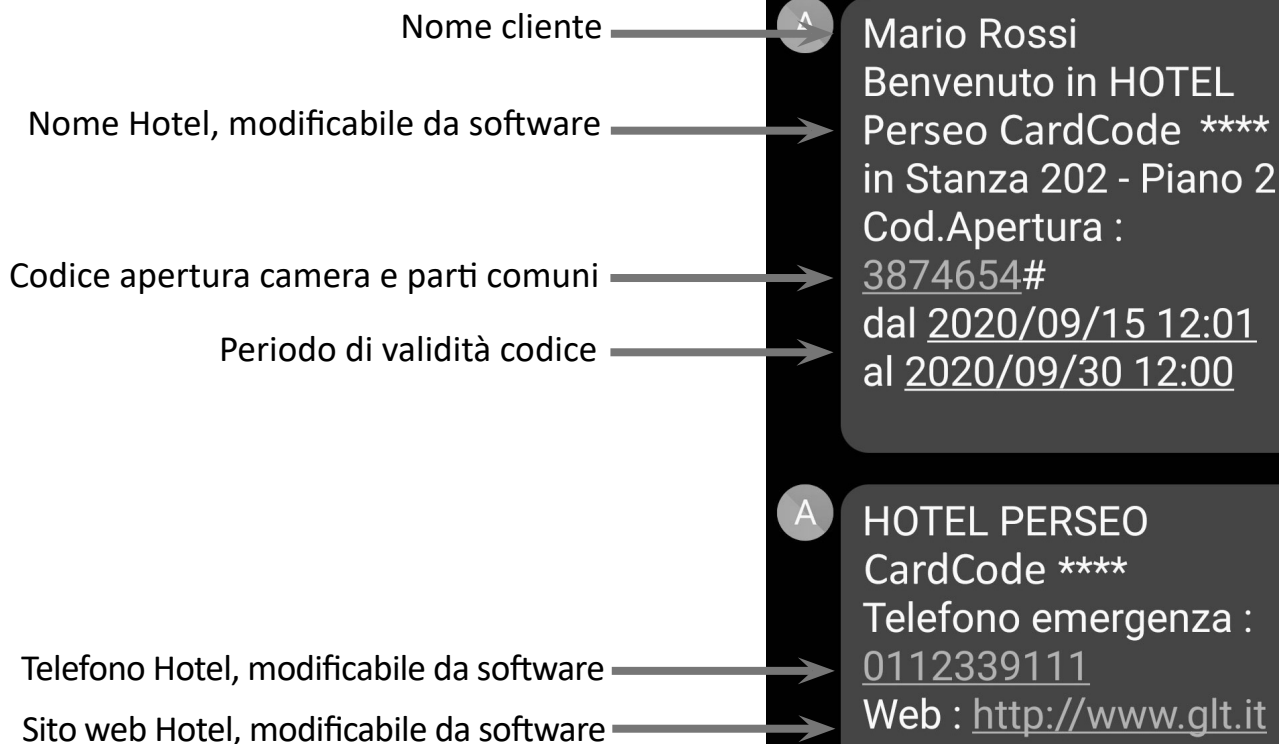 Nome cliente
Nome Hotel, modificabile da software
Codice apertura camera e parti comuni
Periodo di validità codice
Telefono Hotel, modificabile da software
Sito web Hotel, modificabile da software
A
Mario Rossi
Benvenuto in HOTEL
Perseo CardCode ****
in Stanza 202 - Piano 2
Cod.Apertura :
3874654#
dal 2020/09/15 12:01
al 2020/09/30 12:00
A
HOTEL PERSEO
CardCode ****
Telefono emergenza :
0112339111
Web : http://www.glt.it